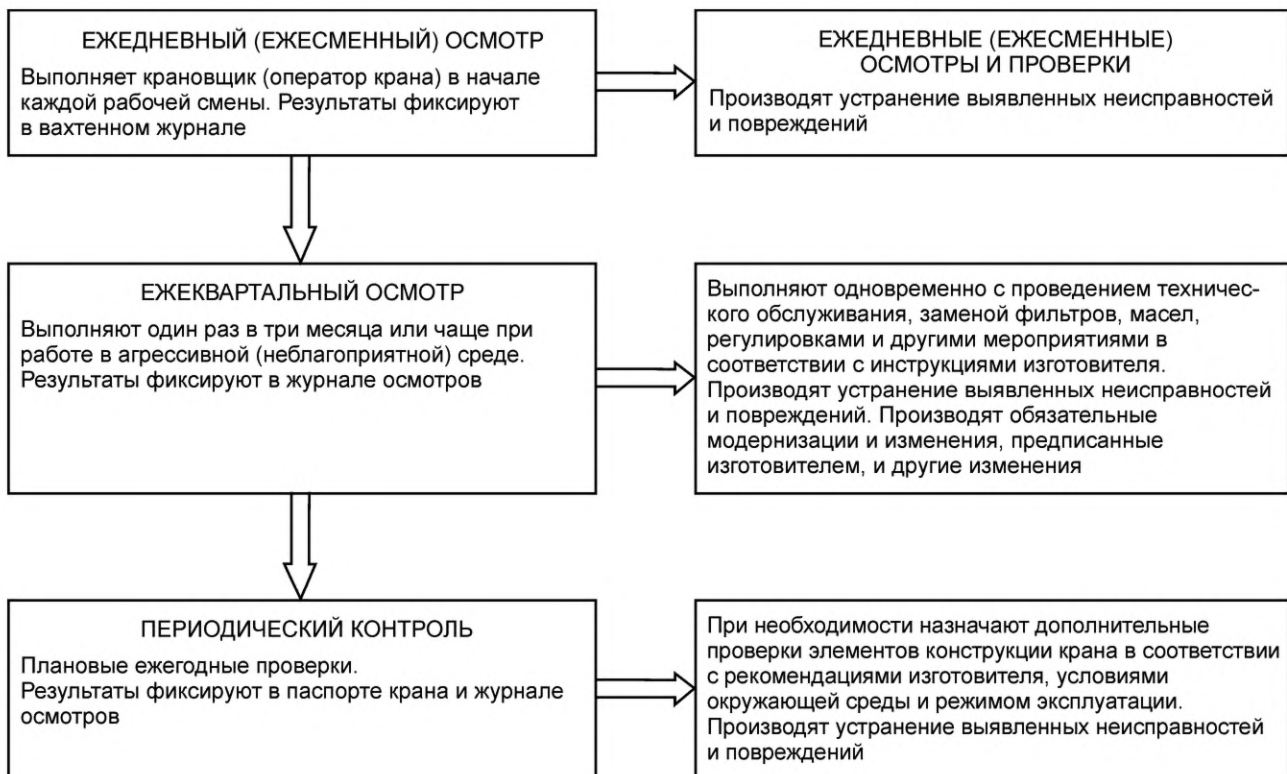 ЕЖЕДНЕВНЫЙ (ЕЖЕСМЕННЫЙ) ОСМОТР
Выполняет крановщик (оператор крана) в начале
каждой рабочей смены. Результаты фиксируют
в вахтенном журнале
ЕЖЕДНЕВНЫЕ (ЕЖЕСМЕННЫЕ)
ОСМОТРЫ И ПРОВЕРКИ
Производят устранение выявленных неисправностей
и повреждений
ЕЖЕКВАРТАЛЬНЫЙ ОСМОТР
Выполняют один раз в три месяца или чаще при
работе в агрессивной (неблагоприятной) среде.
Результаты фиксируют в журнале осмотров
Выполняют одновременно с проведением техничес-
кого обслуживания, заменой фильтров, масел,
регулировками и другими мероприятиями в
соответствии с инструкциями изготовителя.
Производят устранение выявленных неисправностей
и повреждений. Производят обязательные
модернизации и изменения, предписанные
изготовителем, и другие изменения
ПЕРИОДИЧЕСКИЙ КОНТРОЛЬ
Плановые ежегодные проверки.
Результаты фиксируют в паспорте крана и журнале
осмотров
При необходимости назначают дополнительные
проверки элементов конструкции крана в соответствии
с рекомендациями изготовителя, условиями
окружающей среды и режимом эксплуатации.
Производят устранение выявленных неисправностей
и повреждений